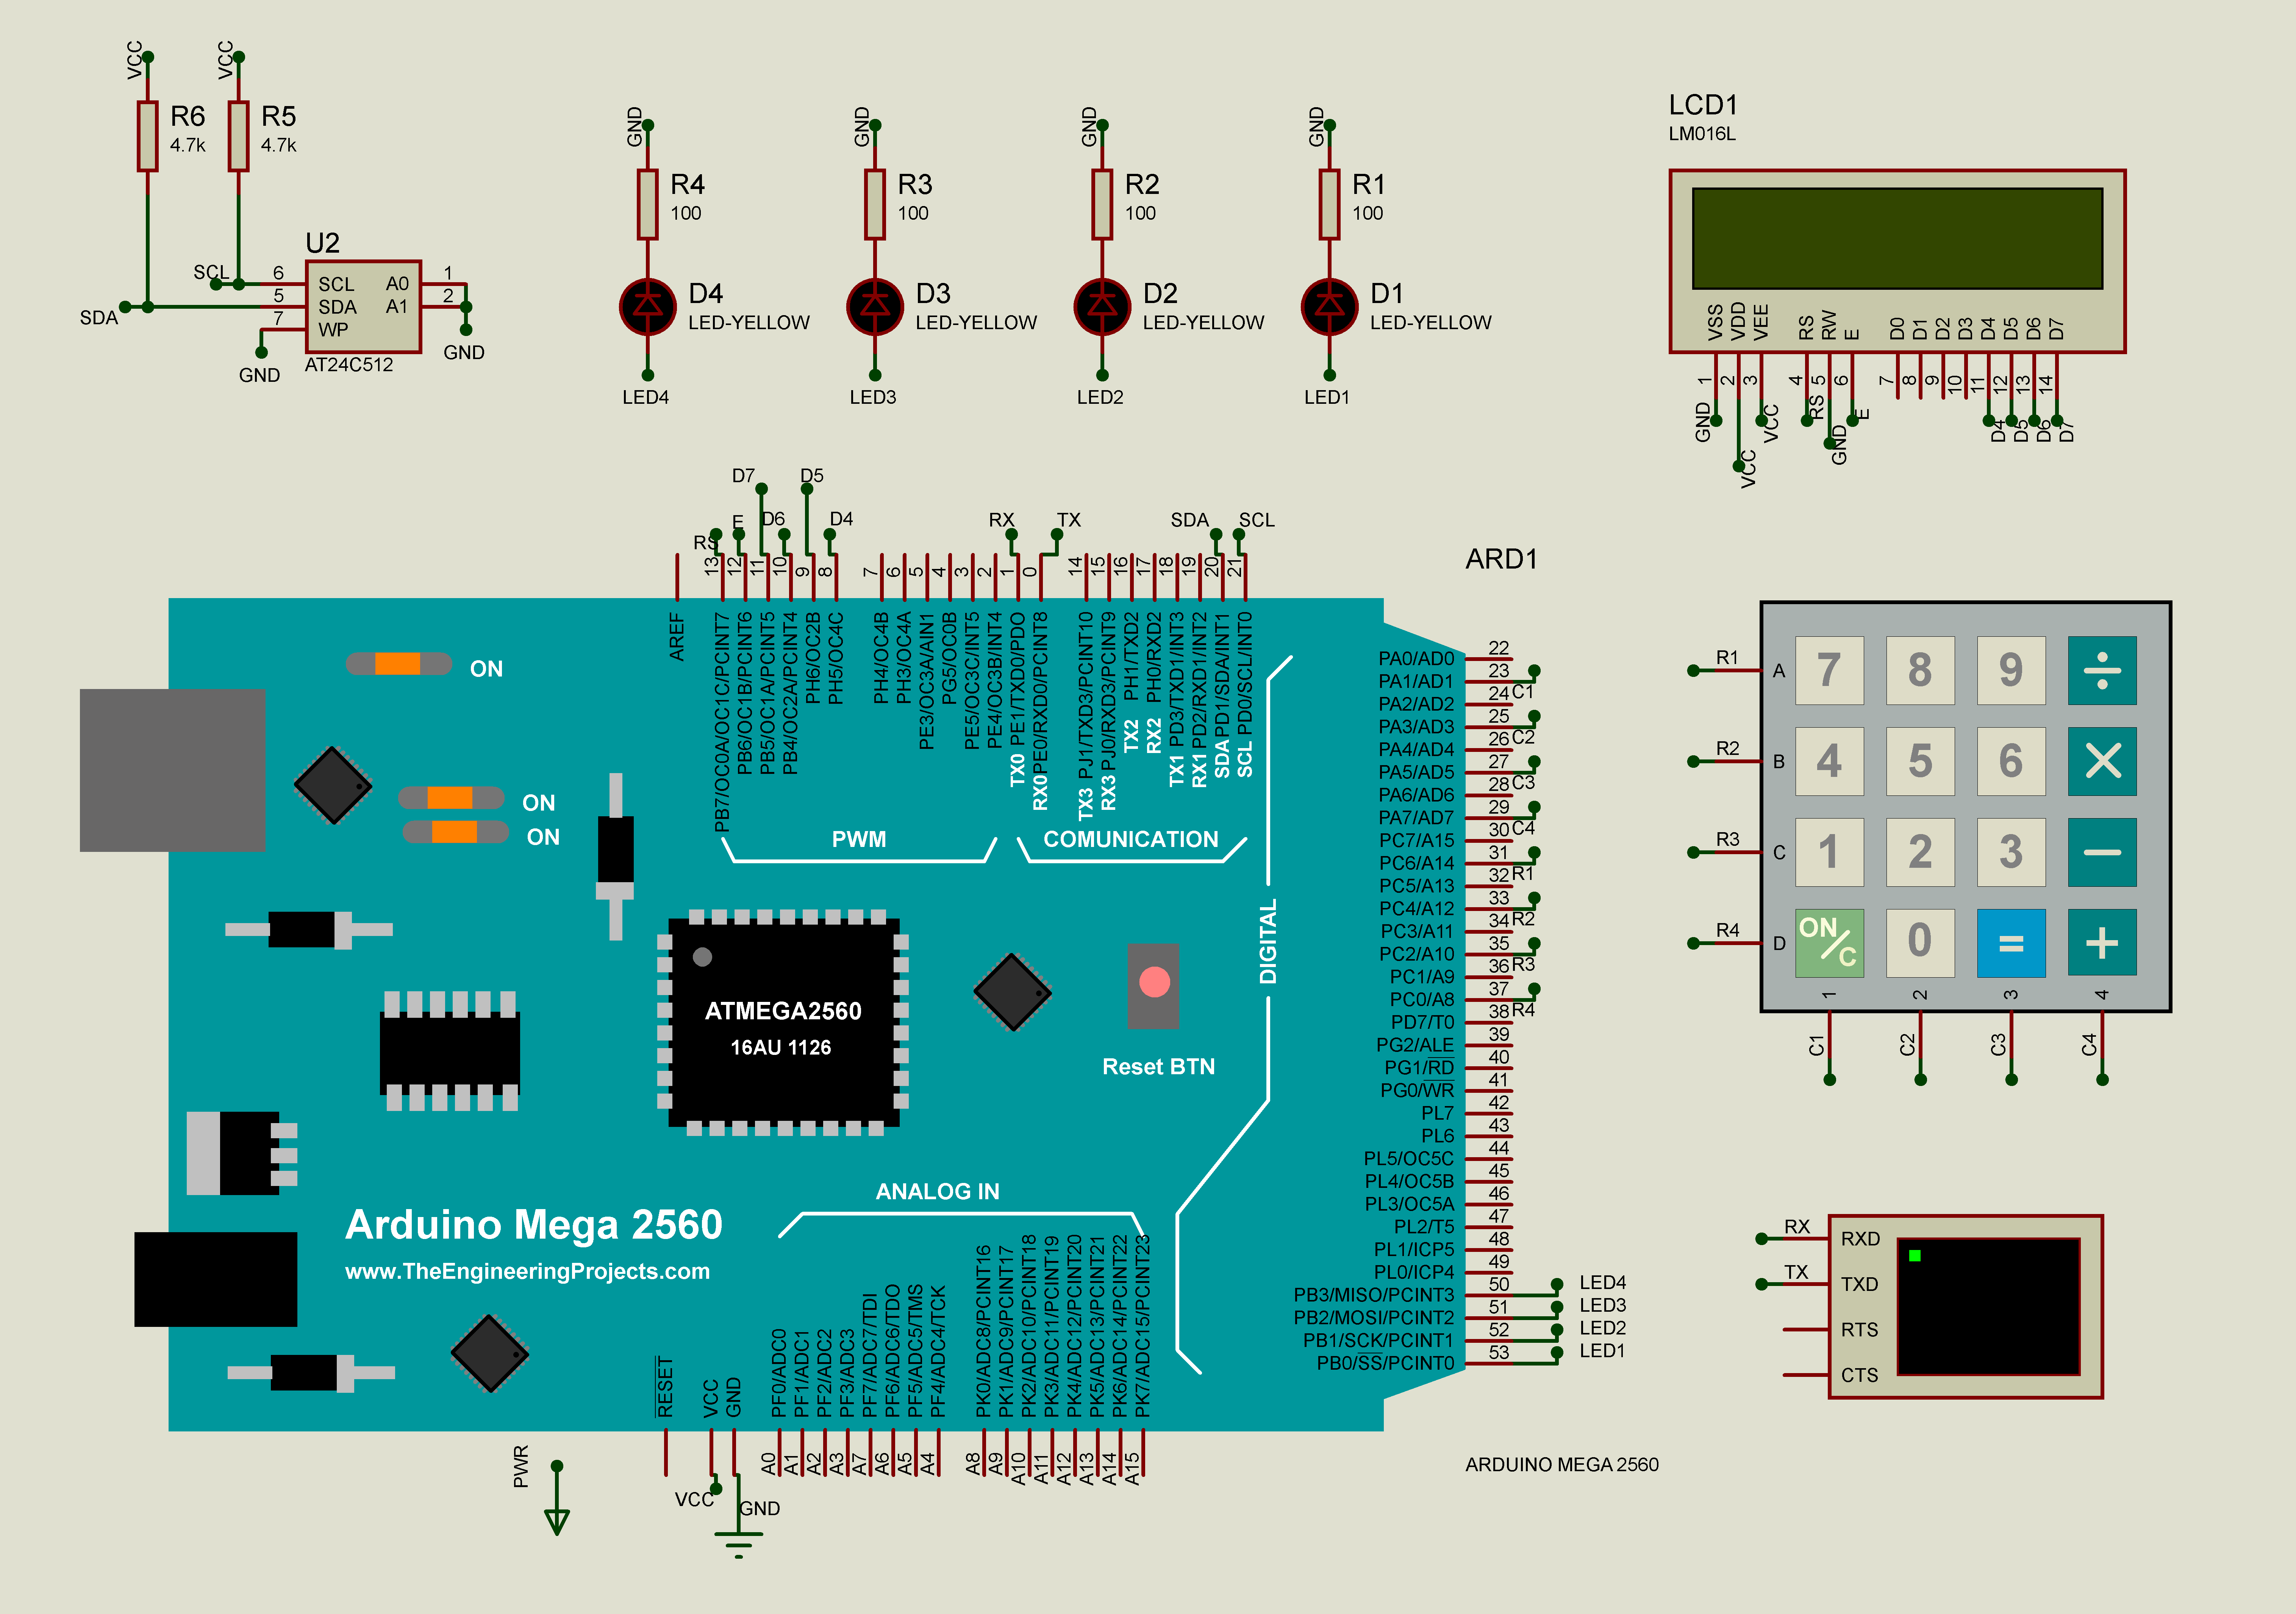 VCC
VCC
R6
4.7k
R5
4.7k
U2
SCL
SDA
6
5
7
SCL
SDA
WP
A0
A1
1
2
GND
GND
AT24C512
GND
R4
100
D4
LED-YELLOW
LED4
GND
R3
100
D3
LED-YELLOW
LED3
GND
R2
100
D2
LED-YELLOW
LED2
GND
R1
100
D1
LED-YELLOW
LED1
LCD1
LM016L
VSS
VDD
VEE
RS
RW
E
D0
D1
D2
D3
D4
D5
D6
D7
1
2
3
4
5
6
7
8
9
10
11
12
13
14
GND
VCC
VCC
RS
GND
E
D4
D5
D6
D7
D7
D5
RS
E
D6
D4
RX
TX
SDA
SCL
13
12
11
10
9
8
7
6
5
4
3
2
1
0
14
15
16
17
18
19
20
21
ARD1
AREF
PB7/OC0A/OC1C/PCINT7
PB6/OC1B/PCINT6
PB5/OC1A/PCINT5
PB4/OC2A/PCINT4
PH6/OC2B
PH5/OC4C
PH4/OC4B
PH3/OC4A
PE3/OC3A/AIN1
PG5/OC0B
PE5/OC3C/INT5
PE4/OC3B/INT4
TX0 PE1/TXD0/PDO
RX0 PE0/RXD0/PCINT8
TX3 PJ1/TXD3/PCINT10
RX3 PJ0/RXD3/PCINT9
TX2 PH1/TXD2
RX2 PH0/RXD2
TX1 PD3/TXD1/INT3
RX1 PD2/RXD1/INT2
SDA PD1/SDA/INT1
SCL PD0/SCL/INT0
ON
ON
ON
PWM
COMUNICATION
DIGITAL
ATMEGA2560
16AU 1126
Reset BTN
ANALOG IN
Arduino Mega 2560
www.TheEngineeringProjects.com
PA0/AD0 22
PA1/AD1 23
C1
PA2/AD2 24
PA3/AD3 25
C2
PA4/AD4 26
PA5/AD5 27
C3
PA6/AD6 28
PA7/AD7 29
C4
PC7/A15 30
PC6/A14 31
R1
PC5/A13 32
PC4/A12 33
R2
PC3/A11 34
PC2/A10 35
R3
PC1/A9 36
PC0/A8 37
R4
PD7/T0 38
PG2/ALE 39
PG1/RD 40
PG0/WR 41
PL7 42
PL6 43
PL5/OC5C 44
PL4/OC5B 45
PL3/OC5A 46
PL2/T5 47
PL1/ICP5 48
PL0/ICP4 49
PB3/MISO/PCINT3 50 LED4
PB2/MOSI/PCINT2 51 LED3
PB1/SCK/PCINT1 52 LED2
PB0/SS/PCINT0 53 LED1
RESET
VCC
GND
PF0/ADC0
PF1/ADC1
PF2/ADC2
PF3/ADC3
PF7/ADC7/TDI
PF6/ADC6/TDO
PF5/ADC5/TMS
PF4/ADC4/TCK
PK0/ADC8/PCINT16
PK1/ADC9/PCINT17
PK2/ADC10/PCINT18
PK3/ADC11/PCINT19
PK4/ADC12/PCINT20
PK5/ADC13/PCINT21
PK6/ADC14/PCINT22
PK7/ADC15/PCINT23
A0
A1
A2
A3
A7
A6
A5
A4
A8
A9
A10
A11
A12
A13
A14
A15
PWR
VCC
GND
ARDUINO MEGA 2560
R1 A 7 8 9 ÷
R2 B 4 5 6 ×
R3 C 1 2 3 −
R4 D ON/C 0 = +
1 2 3 4
C1 C2 C3 C4
RX RXD
TX TXD
RTS
CTS